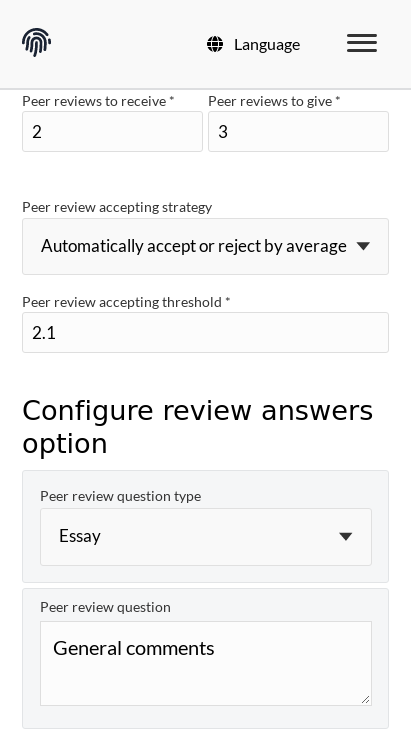 Language
Peer reviews to receive * Peer reviews to give *
2 3
Peer review accepting strategy
Automatically accept or reject by average
Peer review accepting threshold *
2.1
Configure review answers
option
Peer review question type
Essay
Peer review question
General comments